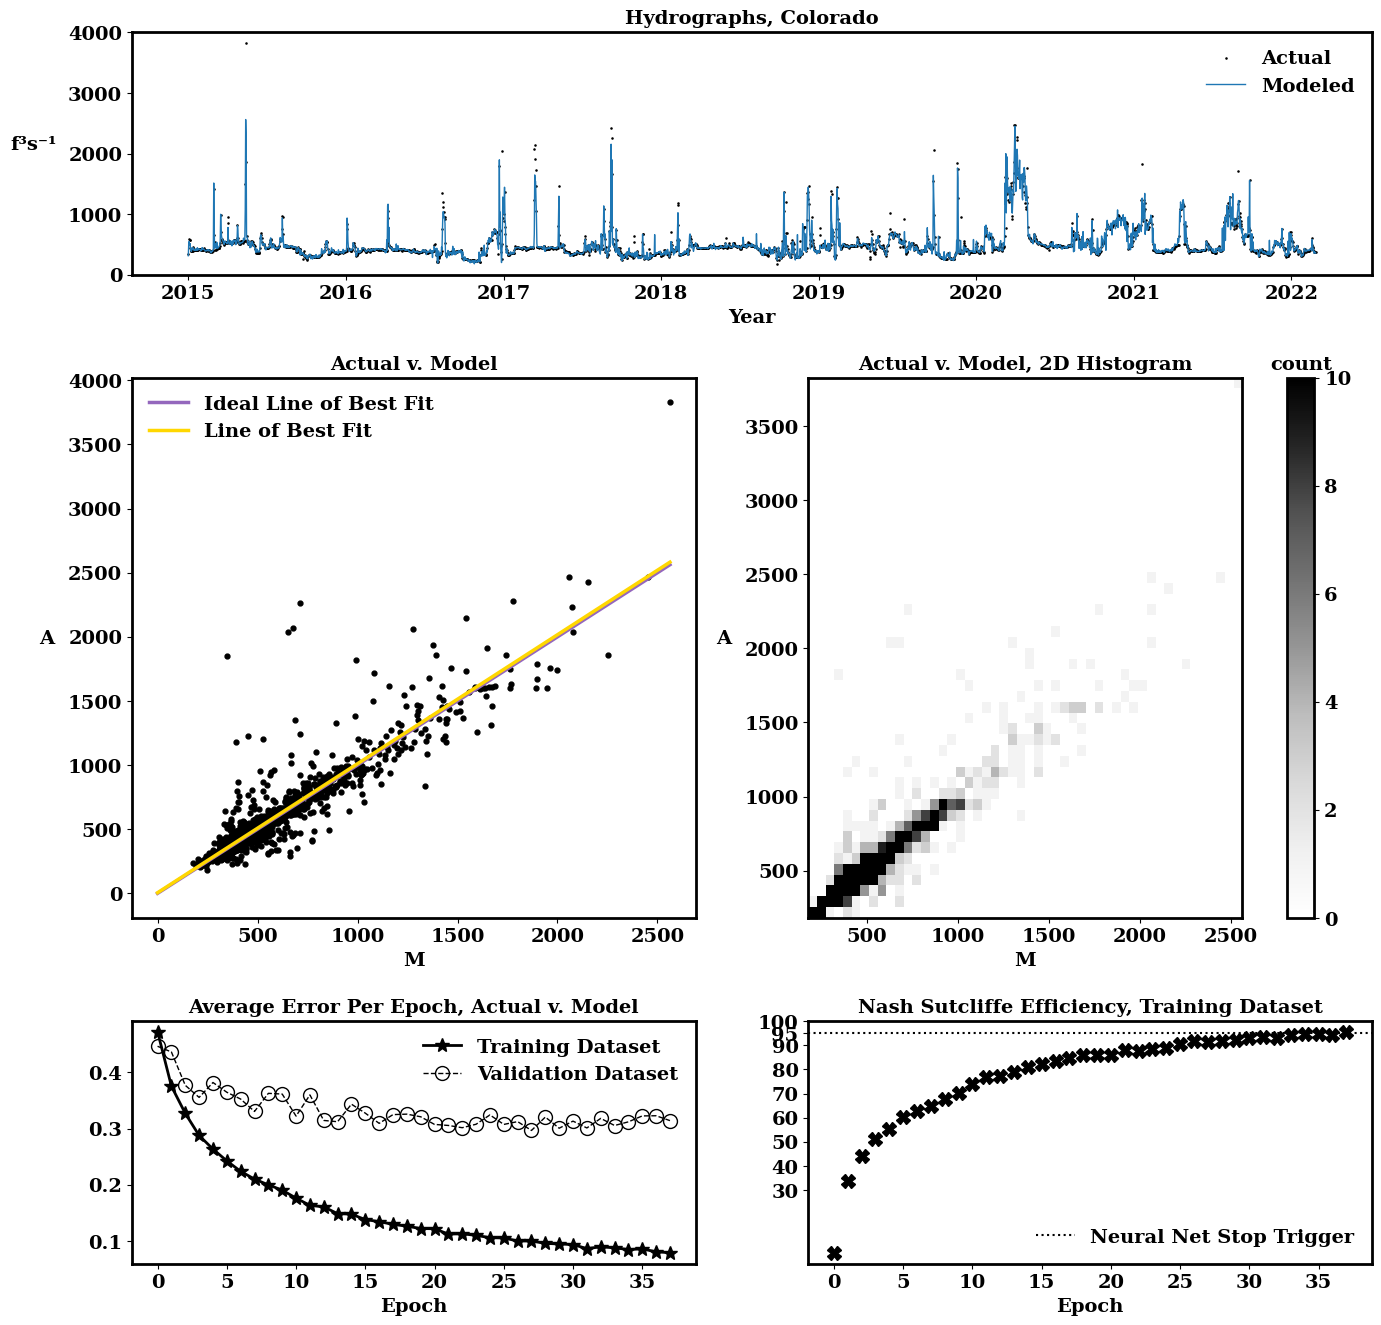 Hydrographs, Colorado
4000
3000
2000
1000
0
f³s⁻¹
Actual
Modeled
2015 2016 2017 2018 2019 2020 2021 2022
Year
Actual v. Model
4000
3500
3000
2500
2000
1500
1000
500
0
A
Ideal Line of Best Fit
Line of Best Fit
0 500 1000 1500 2000 2500
M
Actual v. Model, 2D Histogram
3500
3000
2500
2000
1500
1000
500
A
500 1000 1500 2000 2500
M
count
10
8
6
4
2
0
Average Error Per Epoch, Actual v. Model
0.4
0.3
0.2
0.1
Training Dataset
Validation Dataset
0 5 10 15 20 25 30 35
Epoch
Nash Sutcliffe Efficiency, Training Dataset
100
95
90
80
70
60
50
40
30
Neural Net Stop Trigger
0 5 10 15 20 25 30 35
Epoch